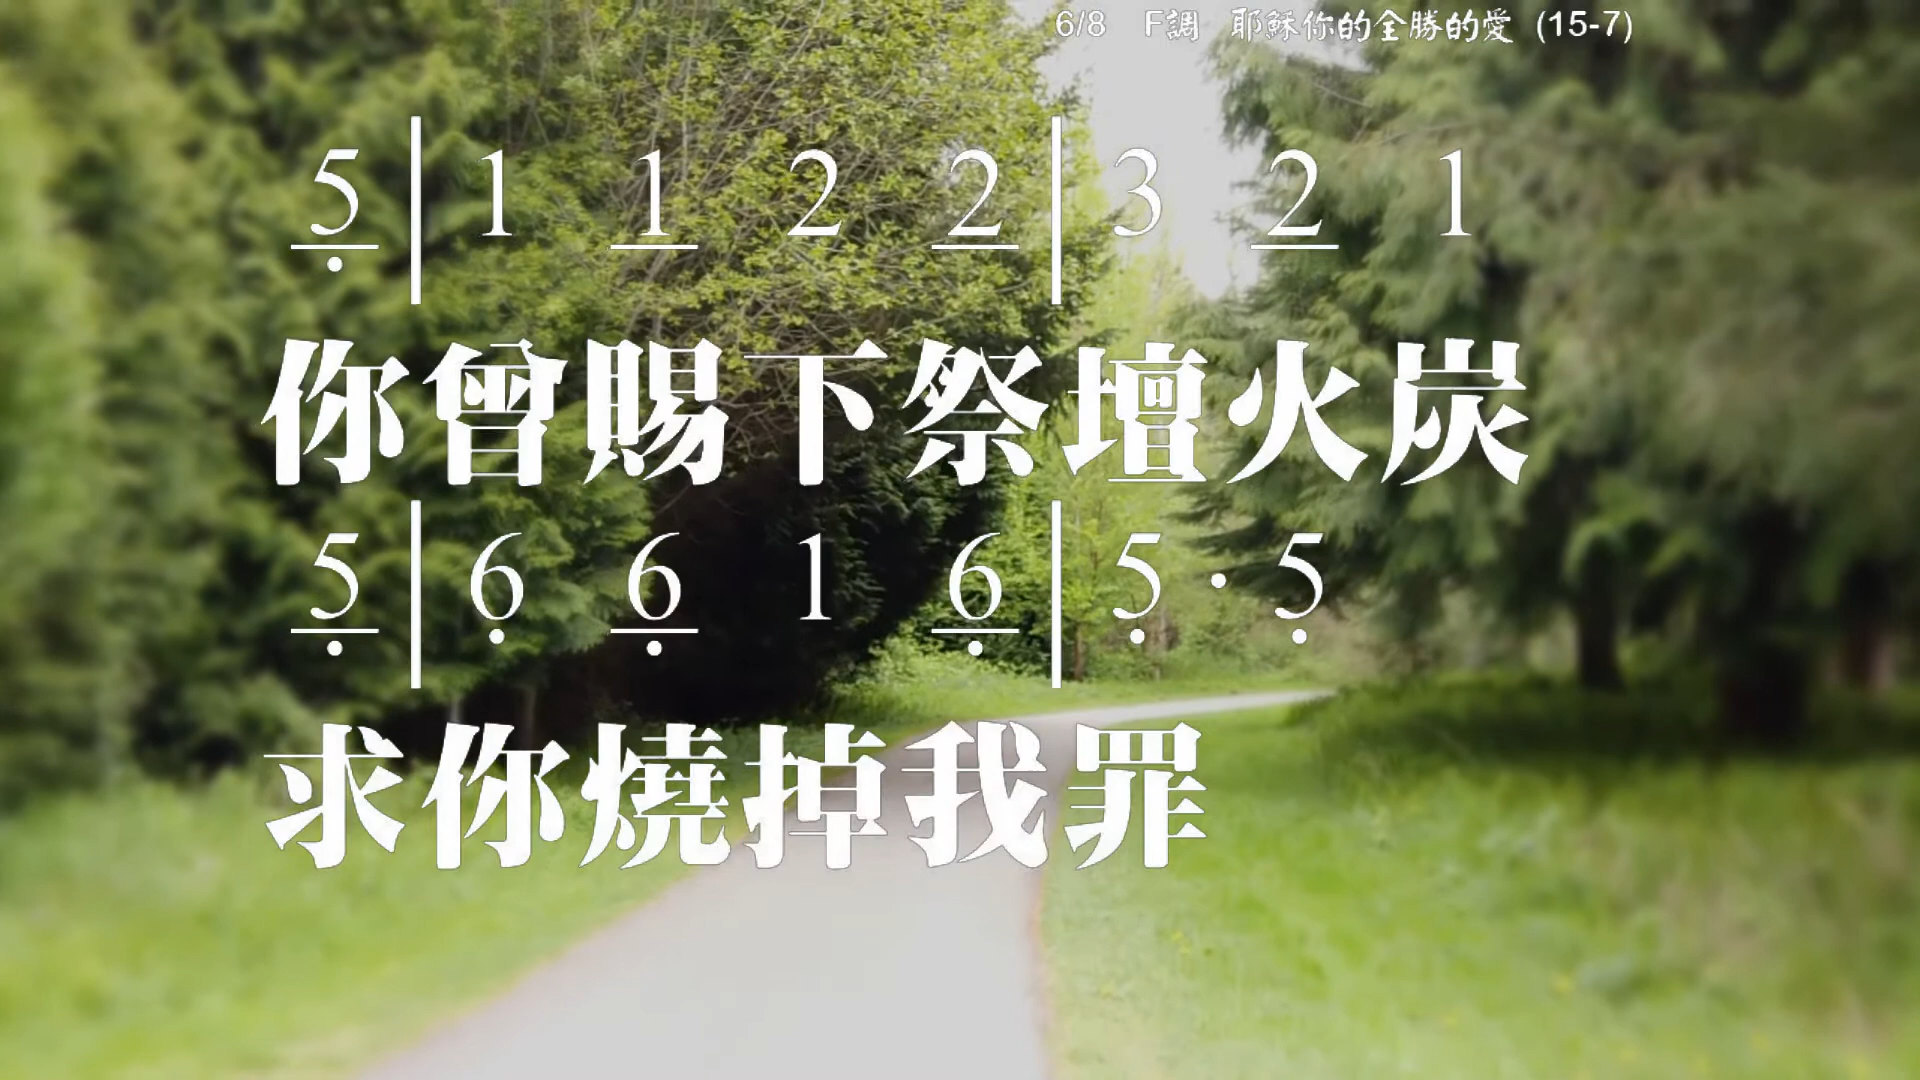 6/8 F調 耶穌你的全勝的愛 (15-7)
5̲̣ | 1 1̲ 2 2̲ | 3 2̲ 1
你曾賜下祭壇火炭
5̲̣ | 6̣ 6̲̣ 1 6̲̣ | 5̣ · 5̣
求你燒掉我罪